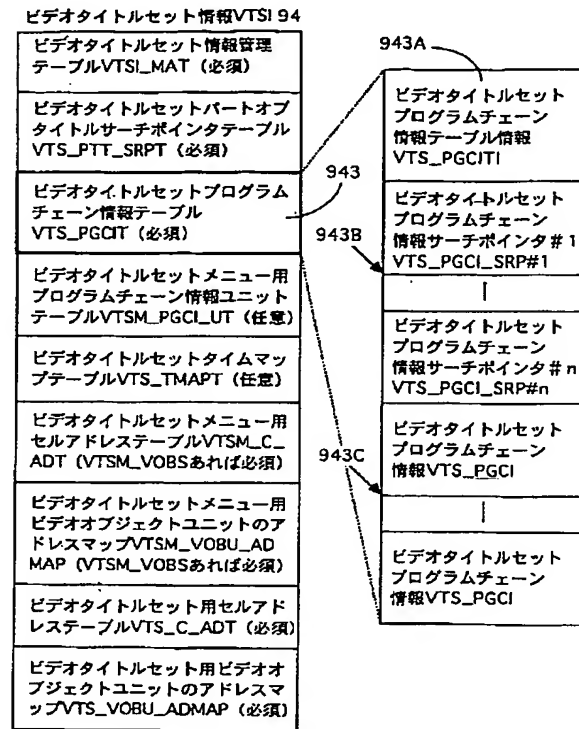 ビデオタイトルセット情報VTSI 94
ビデオタイトルセット情報管理
テーブルVTSI_MAT（必須）
ビデオタイトルセットパートオブ
タイトルサーチポインタテーブル
VTS_PTT_SRPT（必須）
ビデオタイトルセットプログラム
チェーン情報テーブル
VTS_PGCIT（必須）
ビデオタイトルセットメニュー用
プログラムチェーン情報ユニット
テーブルVTSM_PGCI_UT（任意）
ビデオタイトルセットタイムマッ
プテーブルVTS_TMAPT（任意）
ビデオタイトルセットメニュー用
セルアドレステーブルVTSM_C_
ADT（VTSM_VOBSあれば必須）
ビデオタイトルセットメニュー用
ビデオオブジェクトユニットのア
ドレスマップVTSM_VOBU_AD
MAP（VTSM_VOBSあれば必須）
ビデオタイトルセット用セルアド
レステーブルVTS_C_ADT（必須）
ビデオタイトルセット用ビデオオ
ブジェクトユニットのアドレスマ
ップVTS_VOBU_ADMAP（必須）
943
943A
ビデオタイトルセット
プログラムチェーン
情報テーブル情報
VTS_PGCITI
943B
ビデオタイトルセット
プログラムチェーン
情報サーチポインタ＃1
VTS_PGCI_SRP#1
ビデオタイトルセット
プログラムチェーン
情報サーチポインタ＃n
VTS_PGCI_SRP#n
943C
ビデオタイトルセット
プログラムチェーン
情報VTS_PGCI
ビデオタイトルセット
プログラムチェーン
情報VTS_PGCI